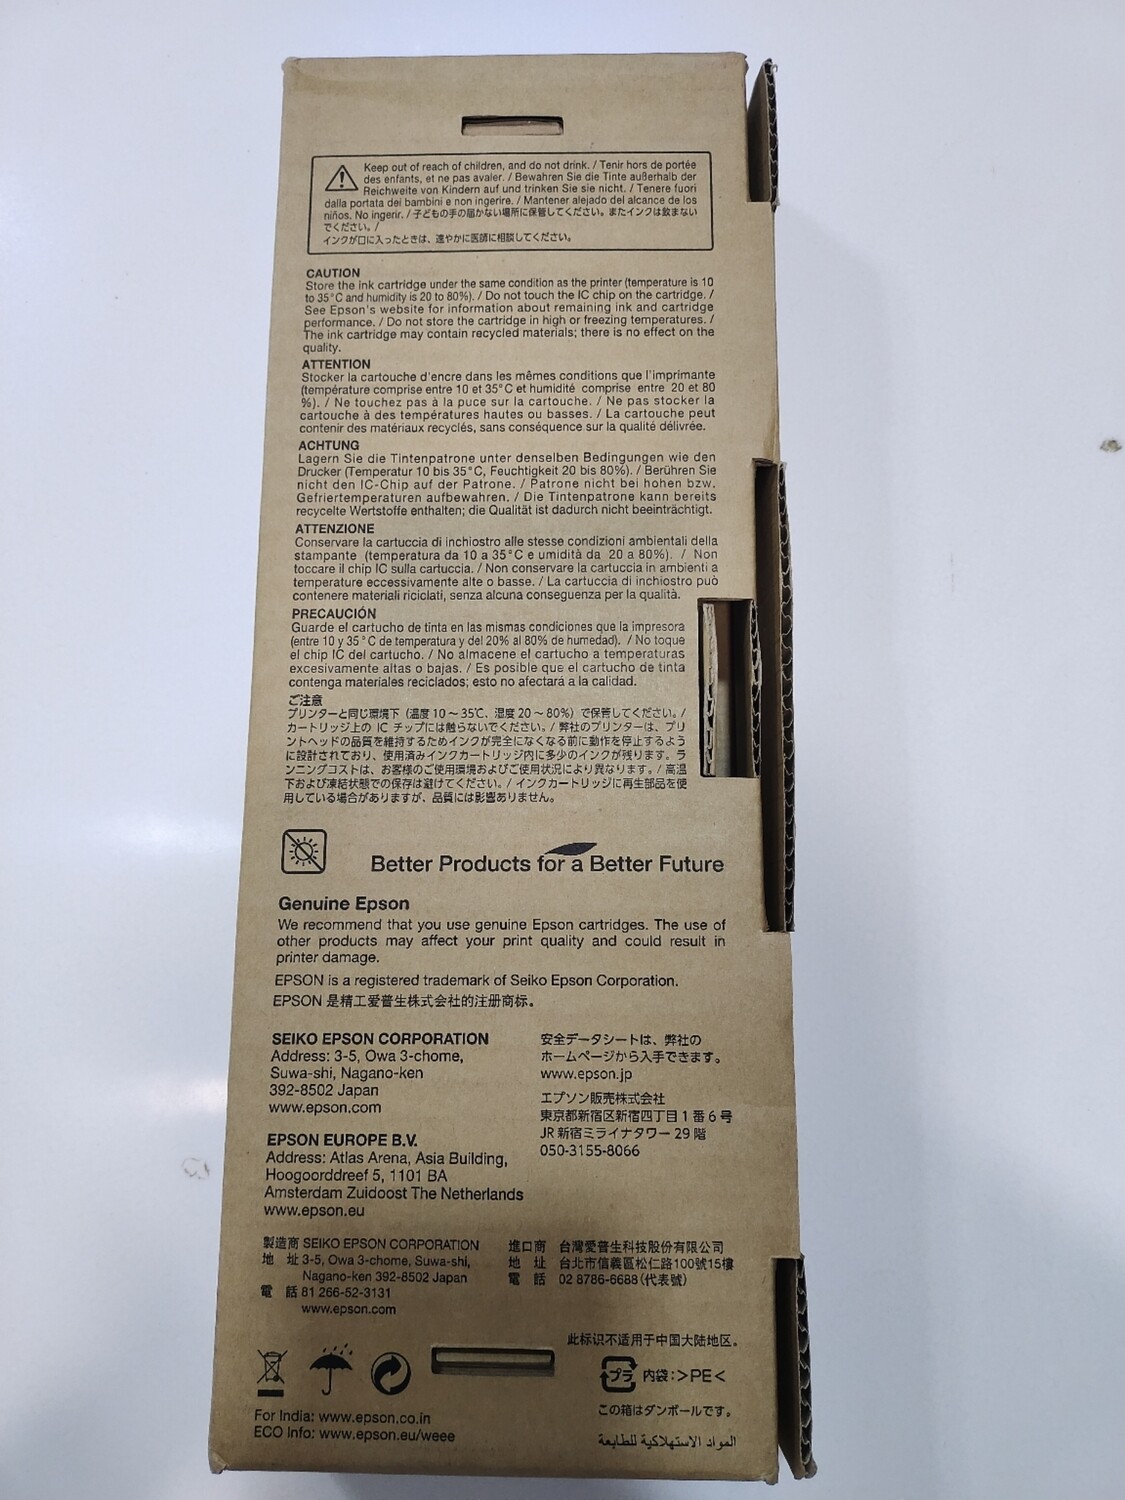 Keep out of reach of children, and do not drink. / Tenir hors de portée
des enfants, et ne pas avaler. / Bewahren Sie die Tinte außerhalb der
Reichweite von Kindern auf und trinken Sie sie nicht. / Tenere fuori
dalla portata dei bambini e non ingerire. / Mantener alejado del alcance de los
niños. No ingerir. / 子どもの手の届かない場所に保管してください。またインクは飲まない
でください。/
インクが口に入ったときは、速やかに医師に相談してください。
CAUTION
Store the ink cartridge under the same condition as the printer (temperature is 10
to 35°C and humidity is 20 to 80%). / Do not touch the IC chip on the cartridge. /
See Epson's website for information about remaining ink and cartridge
performance. / Do not store the cartridge in high or freezing temperatures. /
The ink cartridge may contain recycled materials; there is no effect on the
quality.
ATTENTION
Stocker la cartouche d'encre dans les mêmes conditions que l'imprimante
(température comprise entre 10 et 35°C et humidité comprise entre 20 et 80
%). / Ne touchez pas à la puce sur la cartouche. / Ne pas stocker la
cartouche à des températures hautes ou basses. / La cartouche peut
contenir des matériaux recyclés, sans conséquence sur la qualité délivrée.
ACHTUNG
Lagern Sie die Tintenpatrone unter denselben Bedingungen wie den
Drucker (Temperatur 10 bis 35°C, Feuchtigkeit 20 bis 80%). / Berühren Sie
nicht den IC-Chip auf der Patrone. / Patrone nicht bei hohen bzw.
Gefriertemperaturen aufbewahren. / Die Tintenpatrone kann bereits
recycelte Wertstoffe enthalten; die Qualität ist dadurch nicht beeinträchtigt.
ATTENZIONE
Conservare la cartuccia di inchiostro alle stesse condizioni ambientali della
stampante (temperatura da 10 a 35°C e umidità da 20 a 80%). / Non
toccare il chip IC sulla cartuccia. / Non conservare la cartuccia in ambienti a
temperature eccessivamente alte o basse. / La cartuccia di inchiostro può
contenere materiali riciclati, senza alcuna conseguenza per la qualità.
PRECAUCIÓN
Guarde el cartucho de tinta en las mismas condiciones que la impresora
(entre 10 y 35°C de temperatura y del 20% al 80% de humedad). / No toque
el chip IC del cartucho. / No almacene el cartucho a temperaturas
excesivamente altas o bajas. / Es posible que el cartucho de tinta
contenga materiales reciclados; esto no afectará a la calidad.
ご注意
プリンターと同じ環境下（温度10～35℃、湿度20～80%）で保管してください。/
カートリッジ上の IC チップには触らないでください。/ 弊社のプリンターは、プリ
ントヘッドの品質を維持するためインクが完全になくなる前に動作を停止するよう
に設計されており、使用済みインクカートリッジ内に多少のインクが残ります。ラ
ンニングコストは、お客様のご使用環境およびご使用状況により異なります。/ 高温
下および凍結状態での保存は避けてください。/ インクカートリッジに再生部品を使
用している場合がありますが、品質には影響ありません。
Better Products for a Better Future
Genuine Epson
We recommend that you use genuine Epson cartridges. The use of
other products may affect your print quality and could result in
printer damage.
EPSON is a registered trademark of Seiko Epson Corporation.
EPSON 是精工爱普生株式会社的注册商标。
SEIKO EPSON CORPORATION
Address: 3-5, Owa 3-chome,
Suwa-shi, Nagano-ken
392-8502 Japan
www.epson.com
EPSON EUROPE B.V.
Address: Atlas Arena, Asia Building,
Hoogoorddreef 5, 1101 BA
Amsterdam Zuidoost The Netherlands
www.epson.eu
安全データシートは、弊社の
ホームページから入手できます。
www.epson.jp
エプソン販売株式会社
東京都新宿区新宿四丁目1番6号
JR新宿ミライナタワー29階
050-3155-8066
製造商 SEIKO EPSON CORPORATION
地 址 3-5, Owa 3-chome, Suwa-shi,
Nagano-ken 392-8502 Japan
電 話 81 266-52-3131
www.epson.com
進口商 台灣愛普生科技股份有限公司
地 址 台北市信義區松仁路100號15樓
電 話 02 8786-6688(代表號)
此标识不适用于中国大陆地区。
プラ 内袋:>PE<
この箱はダンボールです。
For India: www.epson.co.in
ECO Info: www.epson.eu/weee
المواد الاستهلاكية للطابعة